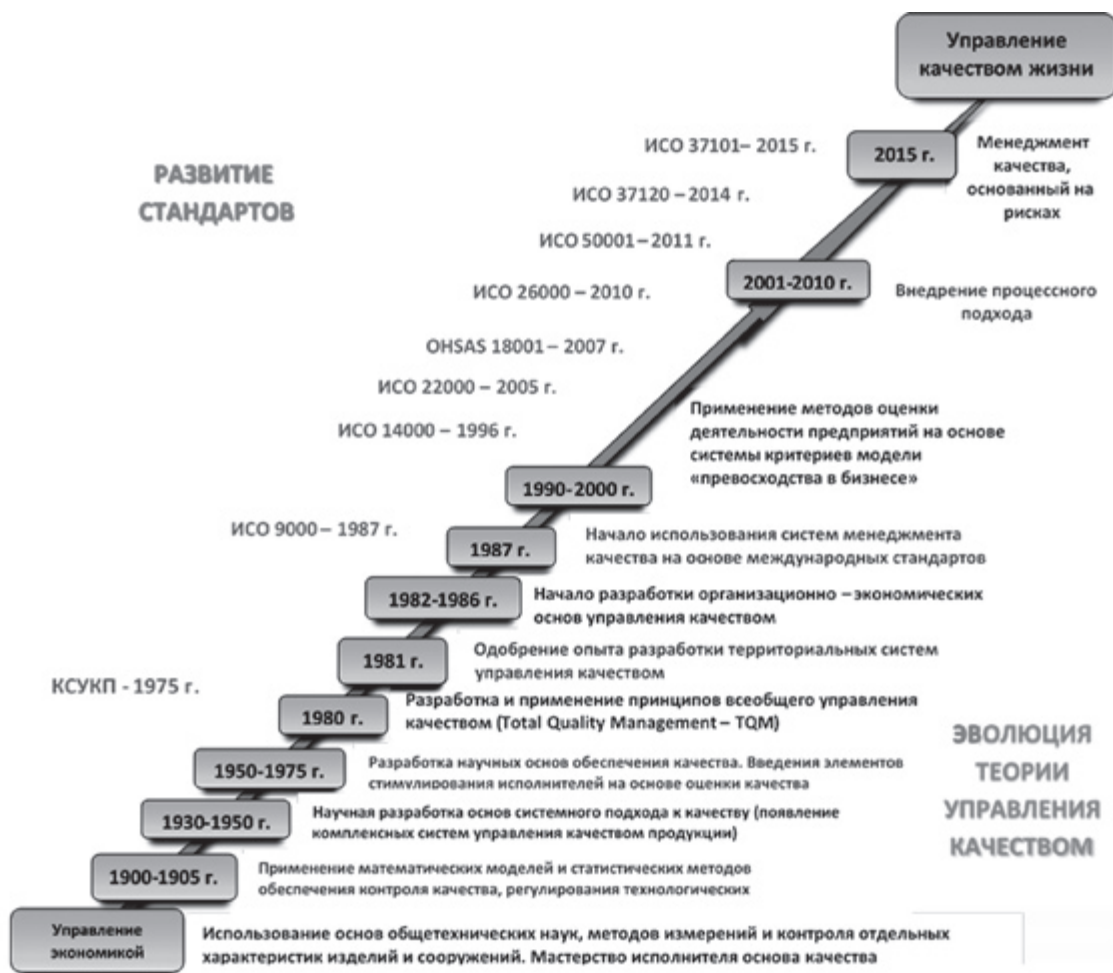 Управление
качеством жизни
ИСО 37101– 2015 г.
2015 г.
Менеджмент
качества,
основанный на
рисках
РАЗВИТИЕ
СТАНДАРТОВ
ИСО 37120 – 2014 г.
ИСО 50001 – 2011 г.
2001-2010 г.
Внедрение процессного
подхода
ИСО 26000 – 2010 г.
OHSAS 18001 – 2007 г.
ИСО 22000 – 2005 г.
ИСО 14000 – 1996 г.
Применение методов оценки
деятельности предприятий на основе
системы критериев модели
«превосходства в бизнесе»
1990-2000 г.
ИСО 9000 – 1987 г.
1987 г.
Начало использования систем менеджмента
качества на основе международных стандартов
1982-1986 г.
Начало разработки организационно – экономических
основ управления качеством
1981 г.
Одобрение опыта разработки территориальных систем
управления качеством
КСУКП - 1975 г.
1980 г.
Разработка и применение принципов всеобщего управления
качеством (Total Quality Management – TQM)
1950-1975 г.
Разработка научных основ обеспечения качества. Введения элементов
стимулирования исполнителей на основе оценки качества
ЭВОЛЮЦИЯ
ТЕОРИИ
УПРАВЛЕНИЯ
КАЧЕСТВОМ
1930-1950 г.
Научная разработка основ системного подхода к качеству (появление
комплексных систем управления качеством продукции)
1900-1905 г.
Применение математических моделей и статистических методов
обеспечения контроля качества, регулирования технологических
Управление
экономикой
Использование основ общетехнических наук, методов измерений и контроля отдельных
характеристик изделий и сооружений. Мастерство исполнителя основа качества